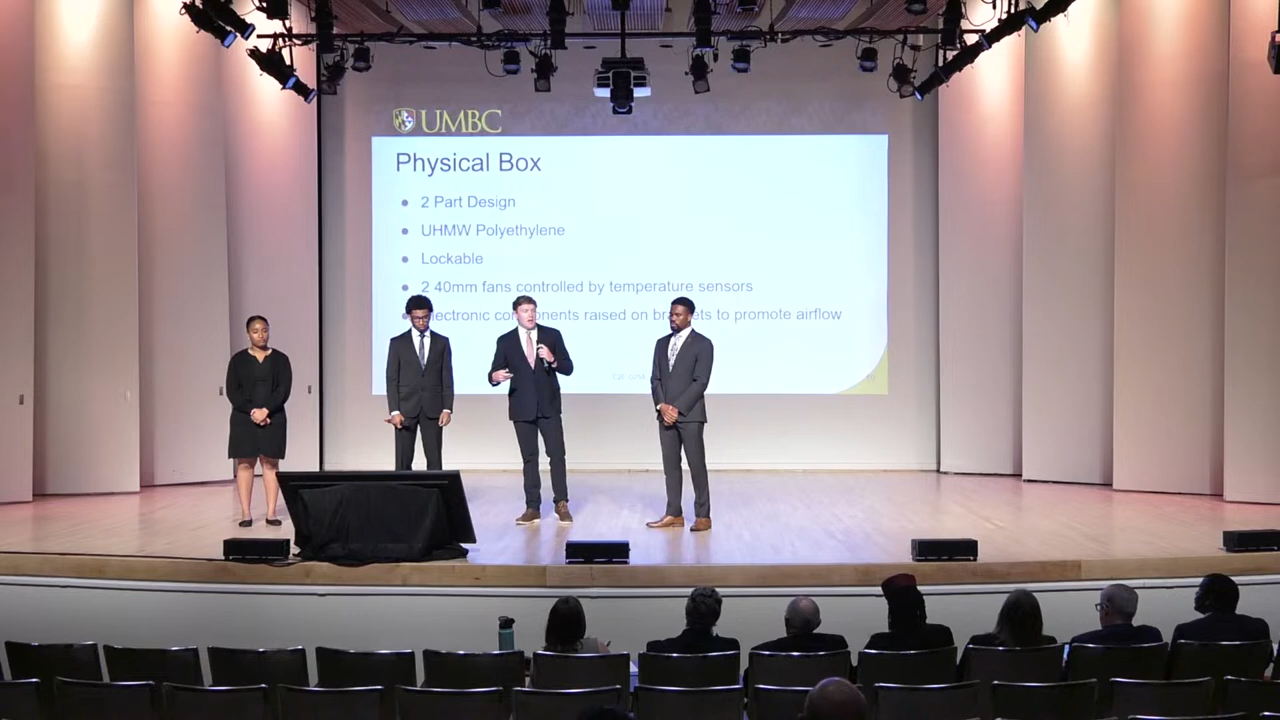 UMBC
Physical Box
2 Part Design
UHMW Polyethylene
Lockable
2 40mm fans controlled by temperature sensors
raised on to promote airflow